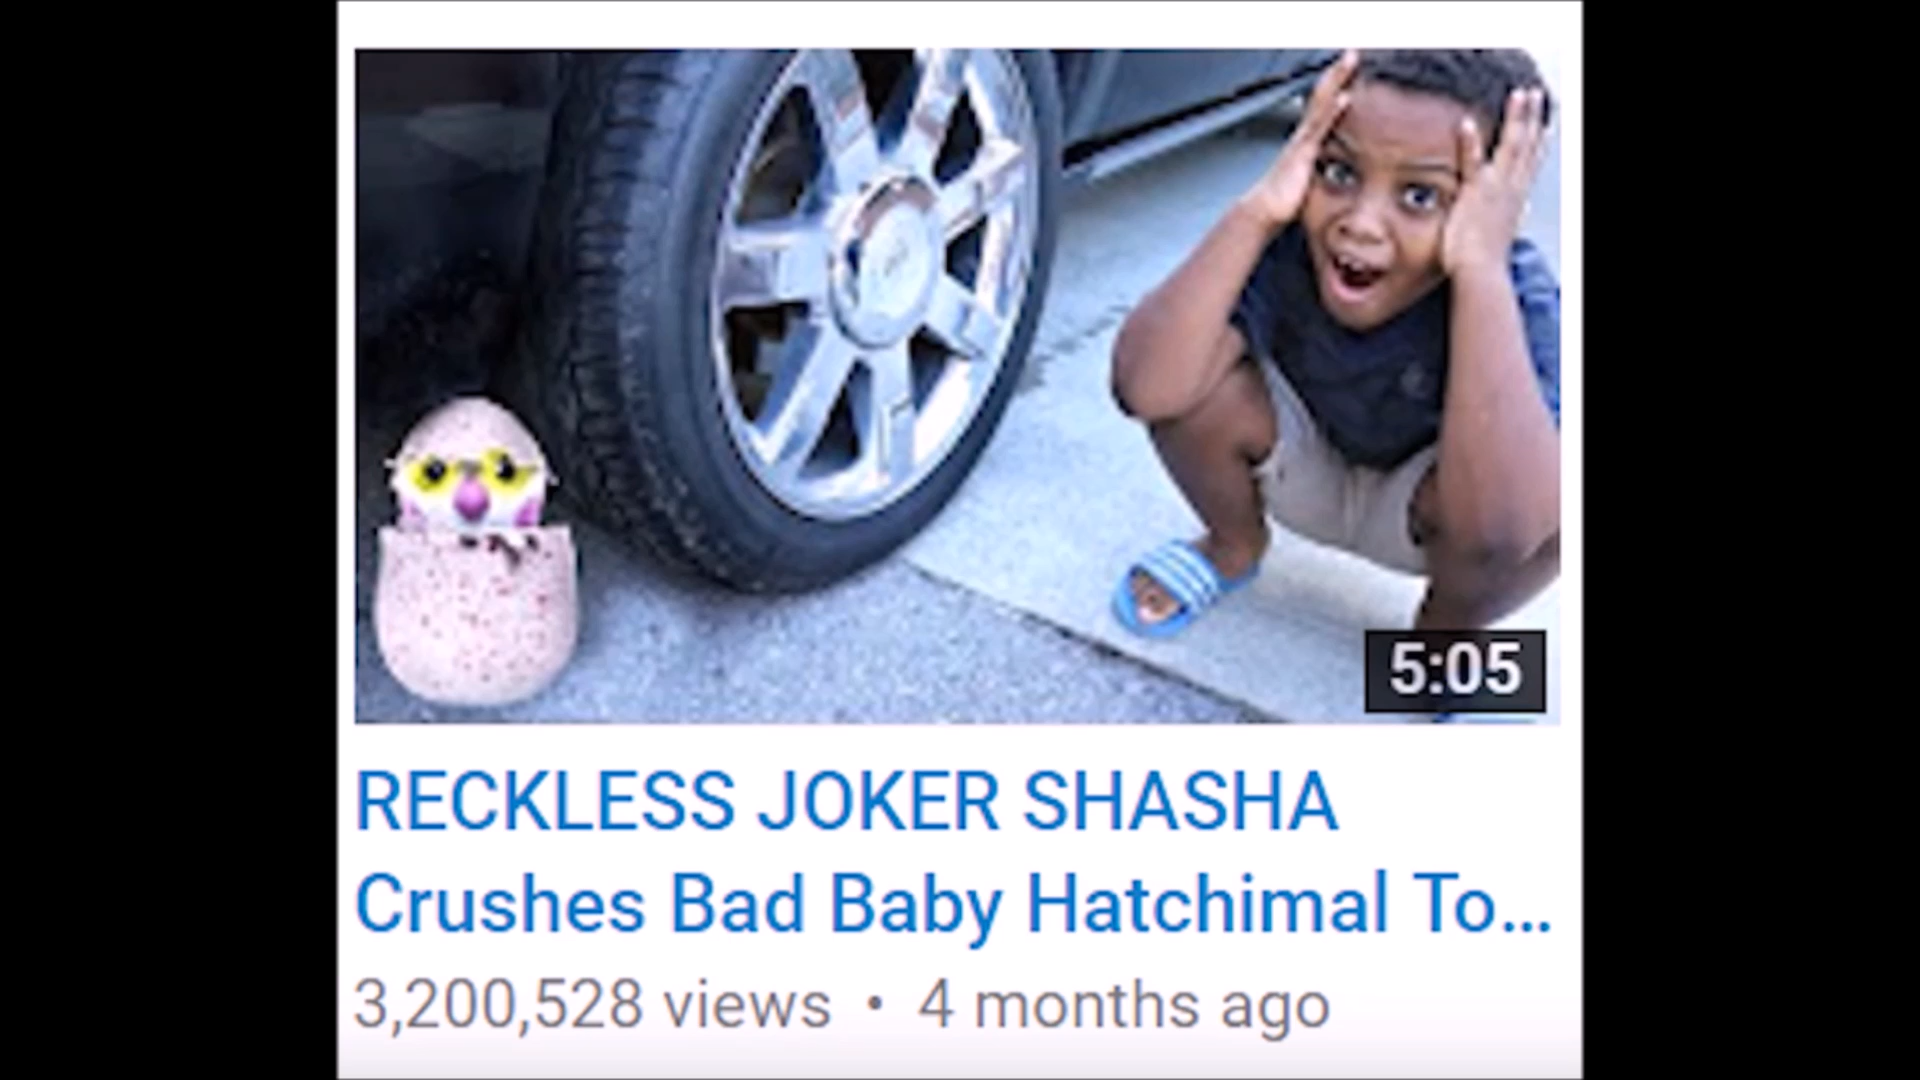 5:05
RECKLESS JOKER SHASHA
Crushes Bad Baby Hatchimal To...
3,200,528 views • 4 months ago